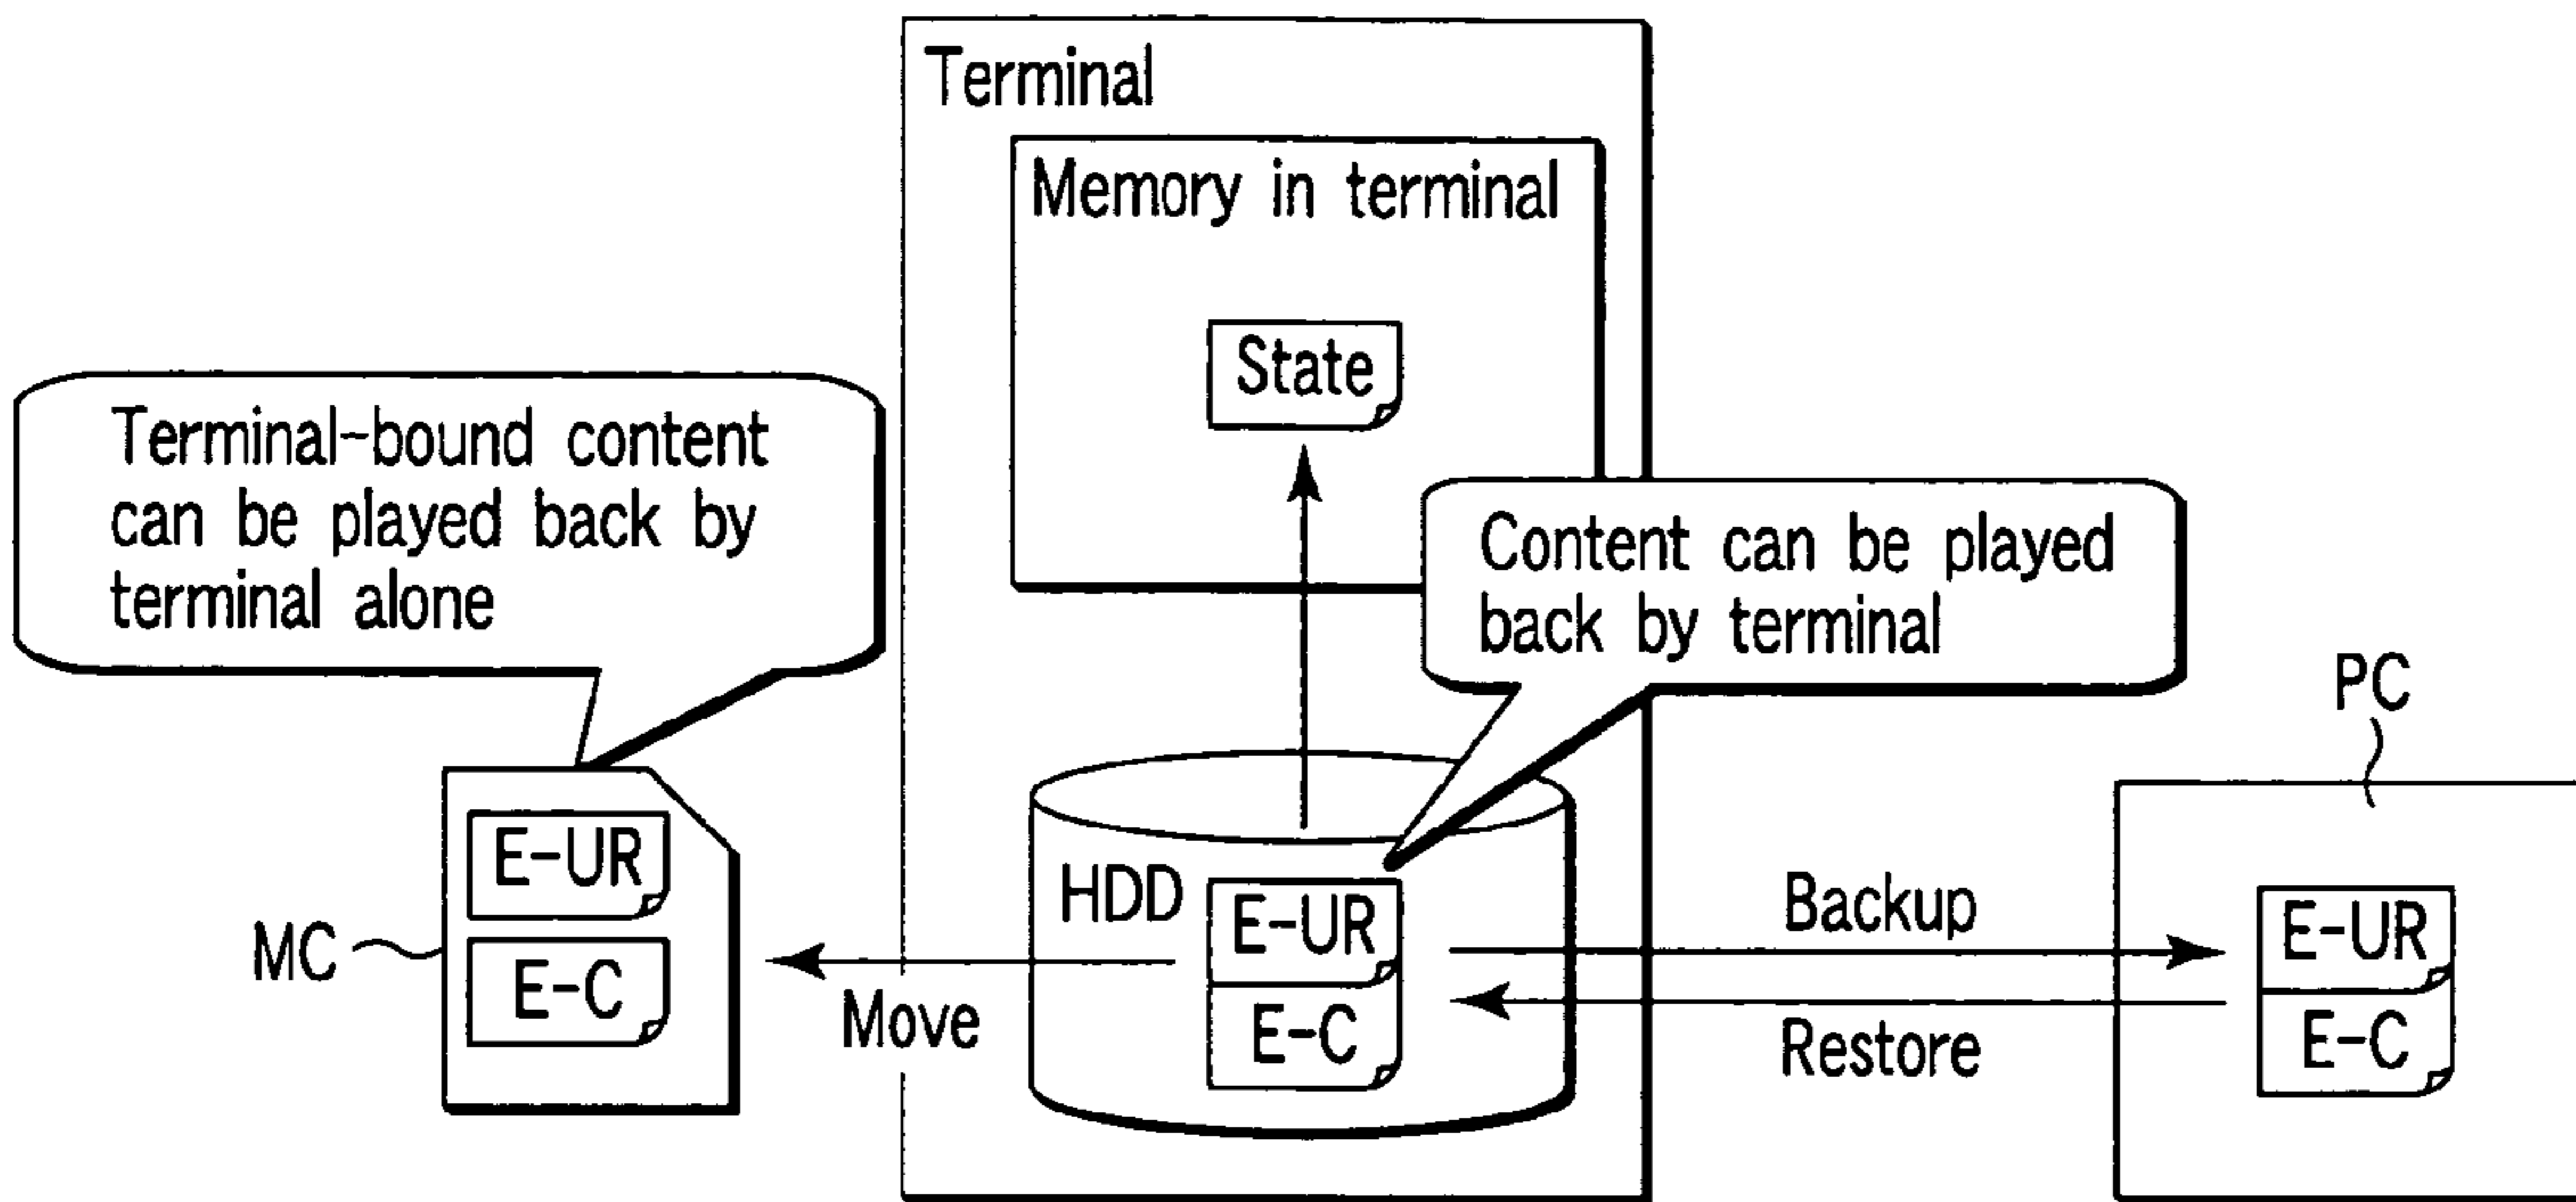 Terminal
Memory in terminal
State
Terminal-bound content
can be played back by
terminal alone
Content can be played
back by terminal
PC
E-UR
E-C
MC
Move
HDD
E-UR
E-C
Backup
Restore
E-UR
E-C